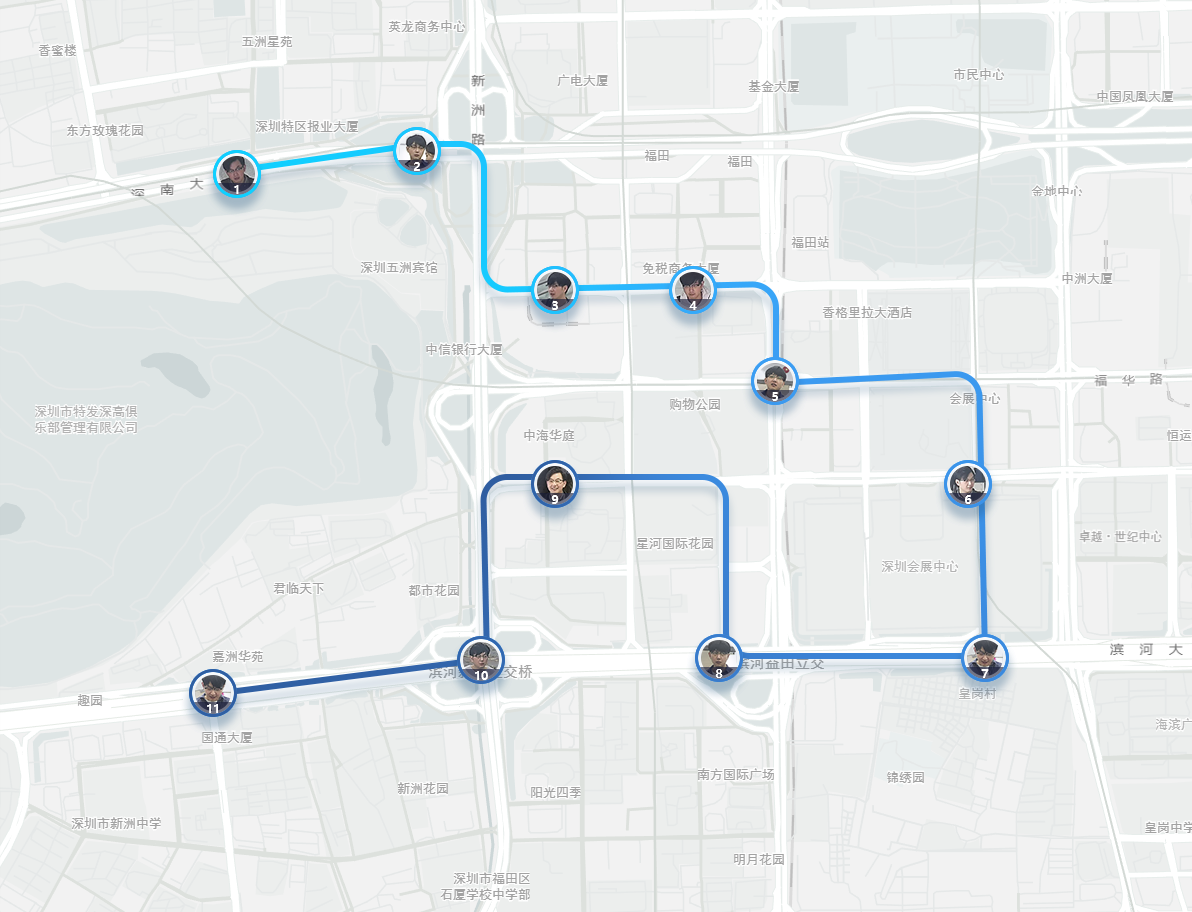 英龙商务中心
五洲星苑
香蜜楼
新洲路
广电大厦
基金大厦
市民中心
中国凤凰大厦
东方玫瑰花园
深圳特区报业大厦
2
福田
福田
1
深南大
金地中心
福田站
深圳五洲宾馆
免税商务大厦
中洲大厦
3
4
香格里拉大酒店
中信银行大厦
福华路
5
会展中心
购物公园
深圳市特发深高俱
乐部管理有限公司
中海华庭
恒运
9
6
卓越·世纪中心
星河国际花园
深圳会展中心
君临天下
都市花园
滨河大
嘉洲华苑
滨河益田立交
8
7
10
交桥
皇岗村
趣园
11
海滨广
国通大厦
南方国际广场
锦绣园
新洲花园
阳光四季
深圳市新洲中学
皇岗中学
明月花园
深圳市福田区
石厦学校中学部